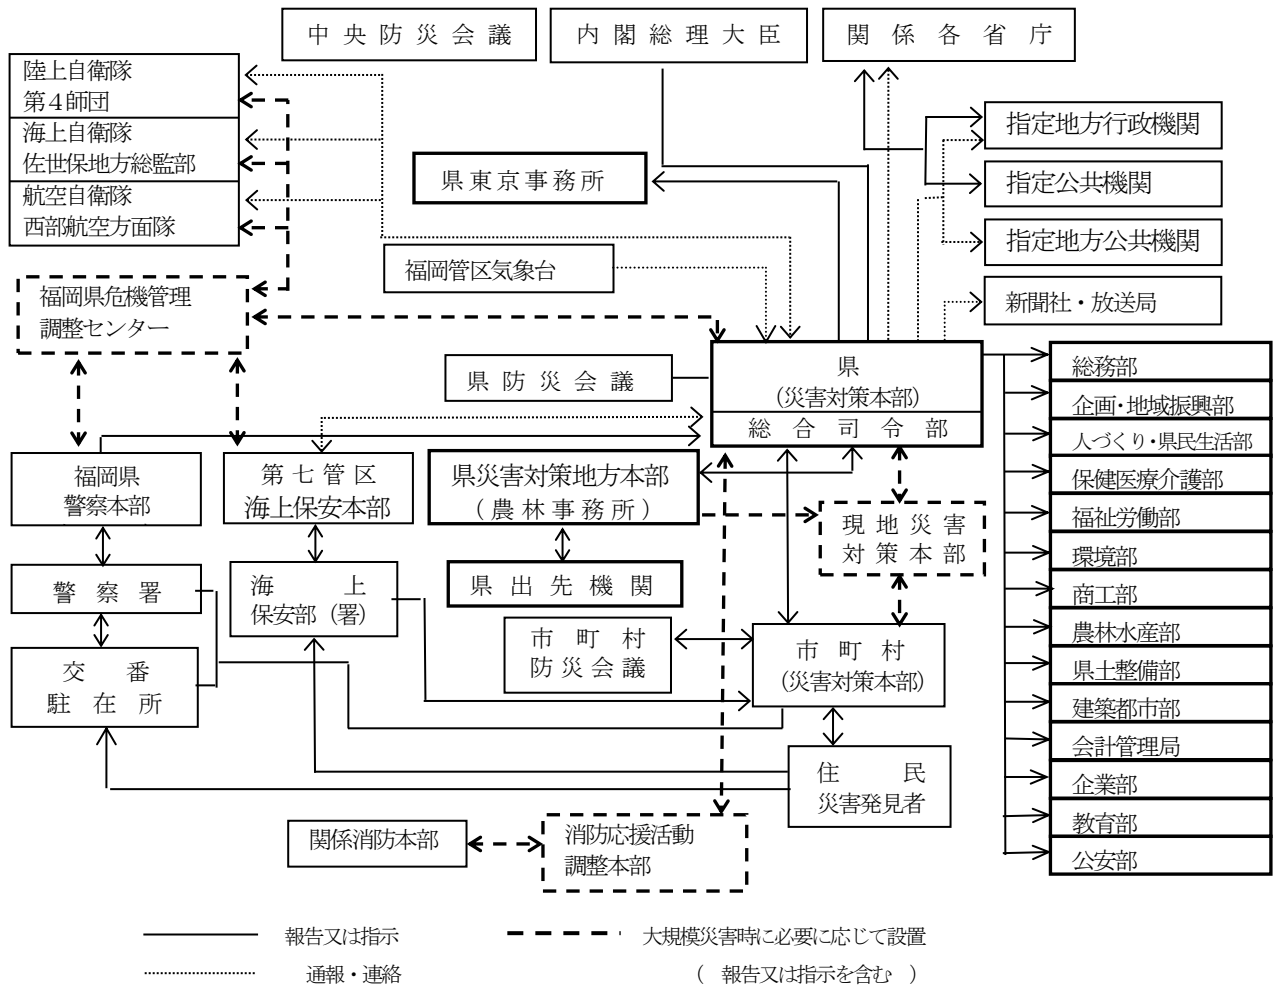 中央防災会議
内閣総理大臣
関係各省庁
陸上自衛隊
第４師団
海上自衛隊
佐世保地方総監部
航空自衛隊
西部航空方面隊
指定地方行政機関
指定公共機関
指定地方公共機関
新聞社・放送局
県東京事務所
福岡管区気象台
福岡県危機管理
調整センター
県防災会議
県
（災害対策本部）
総合司令部
総務部
企画・地域振興部
人づくり・県民生活部
保健医療介護部
福祉労働部
環境部
商工部
農林水産部
県土整備部
建築都市部
会計管理局
企業部
教育部
公安部
福岡県
警察本部
第七管区
海上保安本部
県災害対策地方本部
（農林事務所）
現地災害
対策本部
警察署
海上
保安部（署）
県出先機関
市町村
防災会議
市町村
（災害対策本部）
交番
駐在所
住民
災害発見者
関係消防本部
消防応援活動
調整本部
報告又は指示
大規模災害時に必要に応じて設置
通報・連絡
（　報告又は指示を含む　）